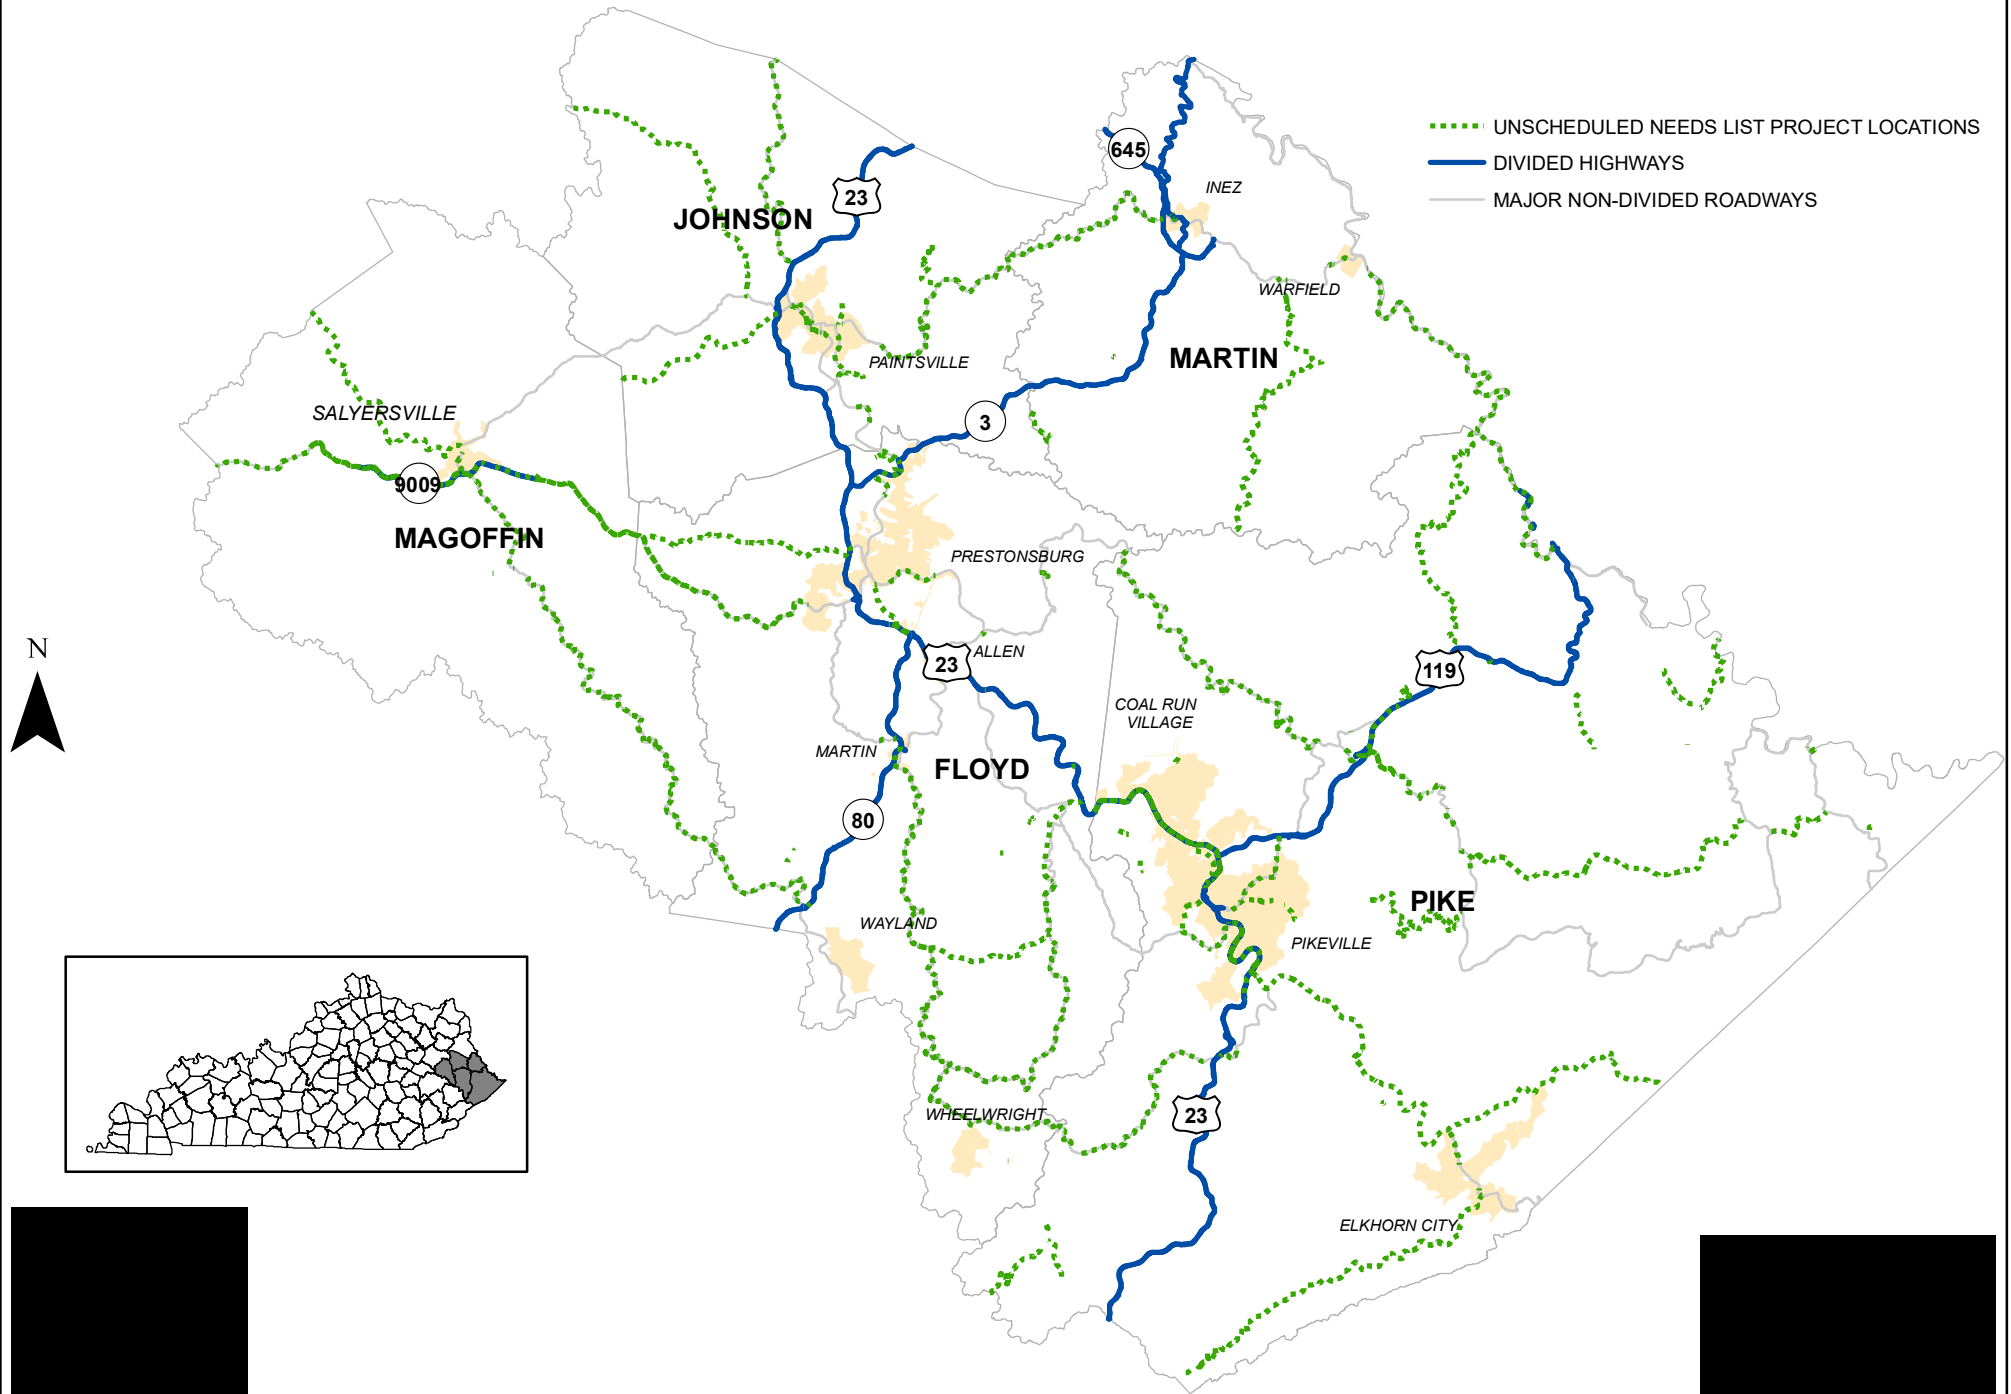 UNSCHEDULED NEEDS LIST PROJECT LOCATIONS
DIVIDED HIGHWAYS
MAJOR NON-DIVIDED ROADWAYS
645
INEZ
23
JOHNSON
WARFIELD
MARTIN
PAINTSVILLE
SALYERSVILLE
3
9009
MAGOFFIN
PRESTONSBURG
N
ALLEN
23
119
COAL RUN
VILLAGE
MARTIN
FLOYD
80
PIKE
WAYLAND
PIKEVILLE
WHEELWRIGHT
23
ELKHORN CITY